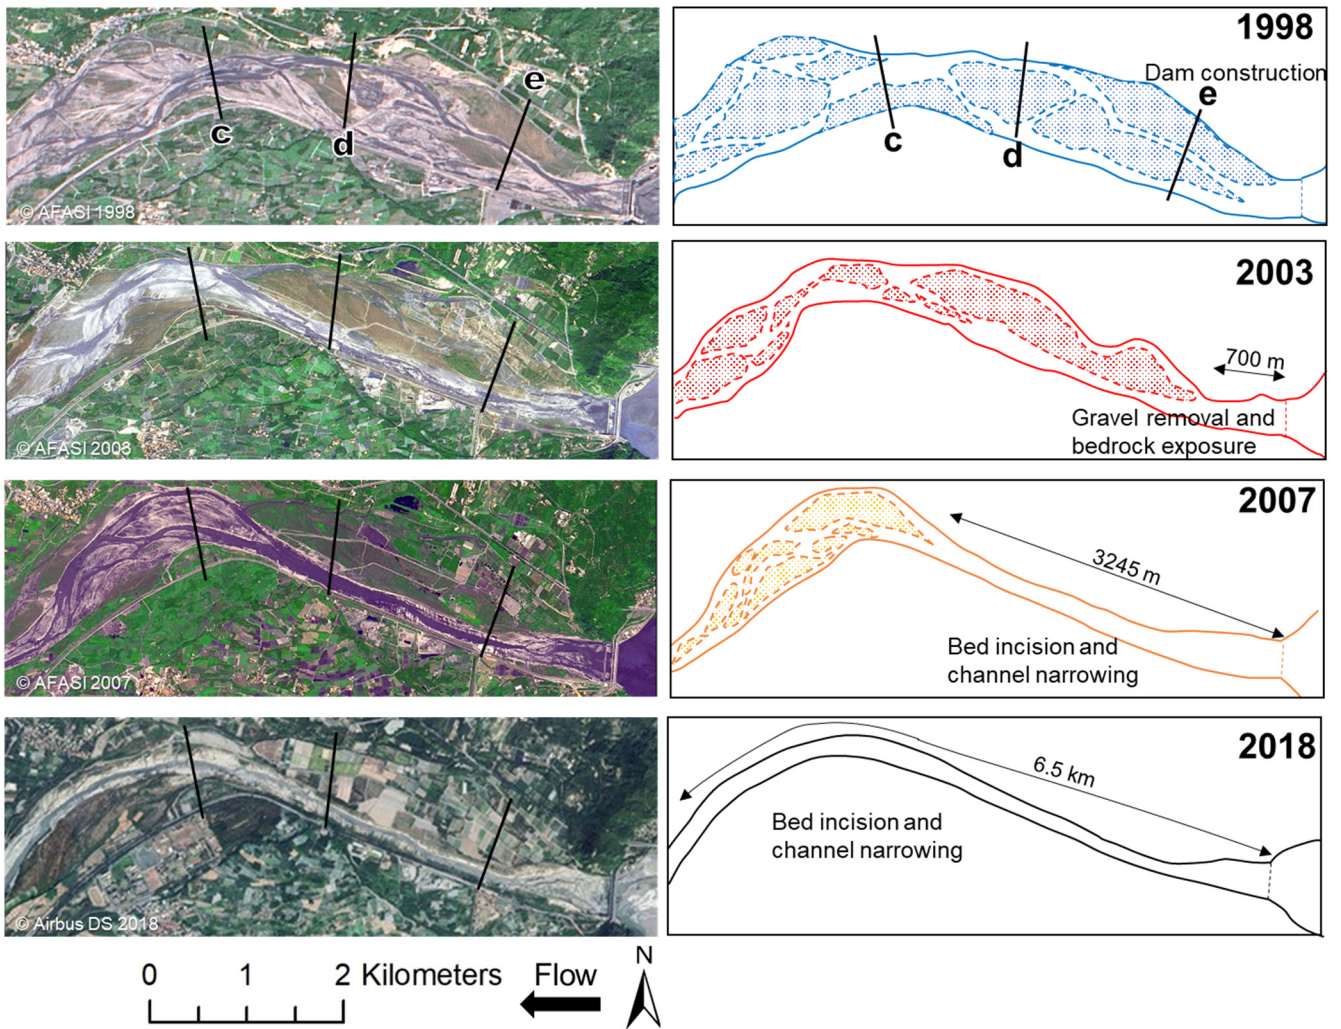 c
d
e
© AFASI 1998
1998
Dam construction
e
c
d
© AFASI 2003
2003
700 m
Gravel removal and
bedrock exposure
© AFASI 2007
2007
3245 m
Bed incision and
channel narrowing
© Airbus DS 2018
2018
6.5 km
Bed incision and
channel narrowing
0 1 2 Kilometers
Flow
N